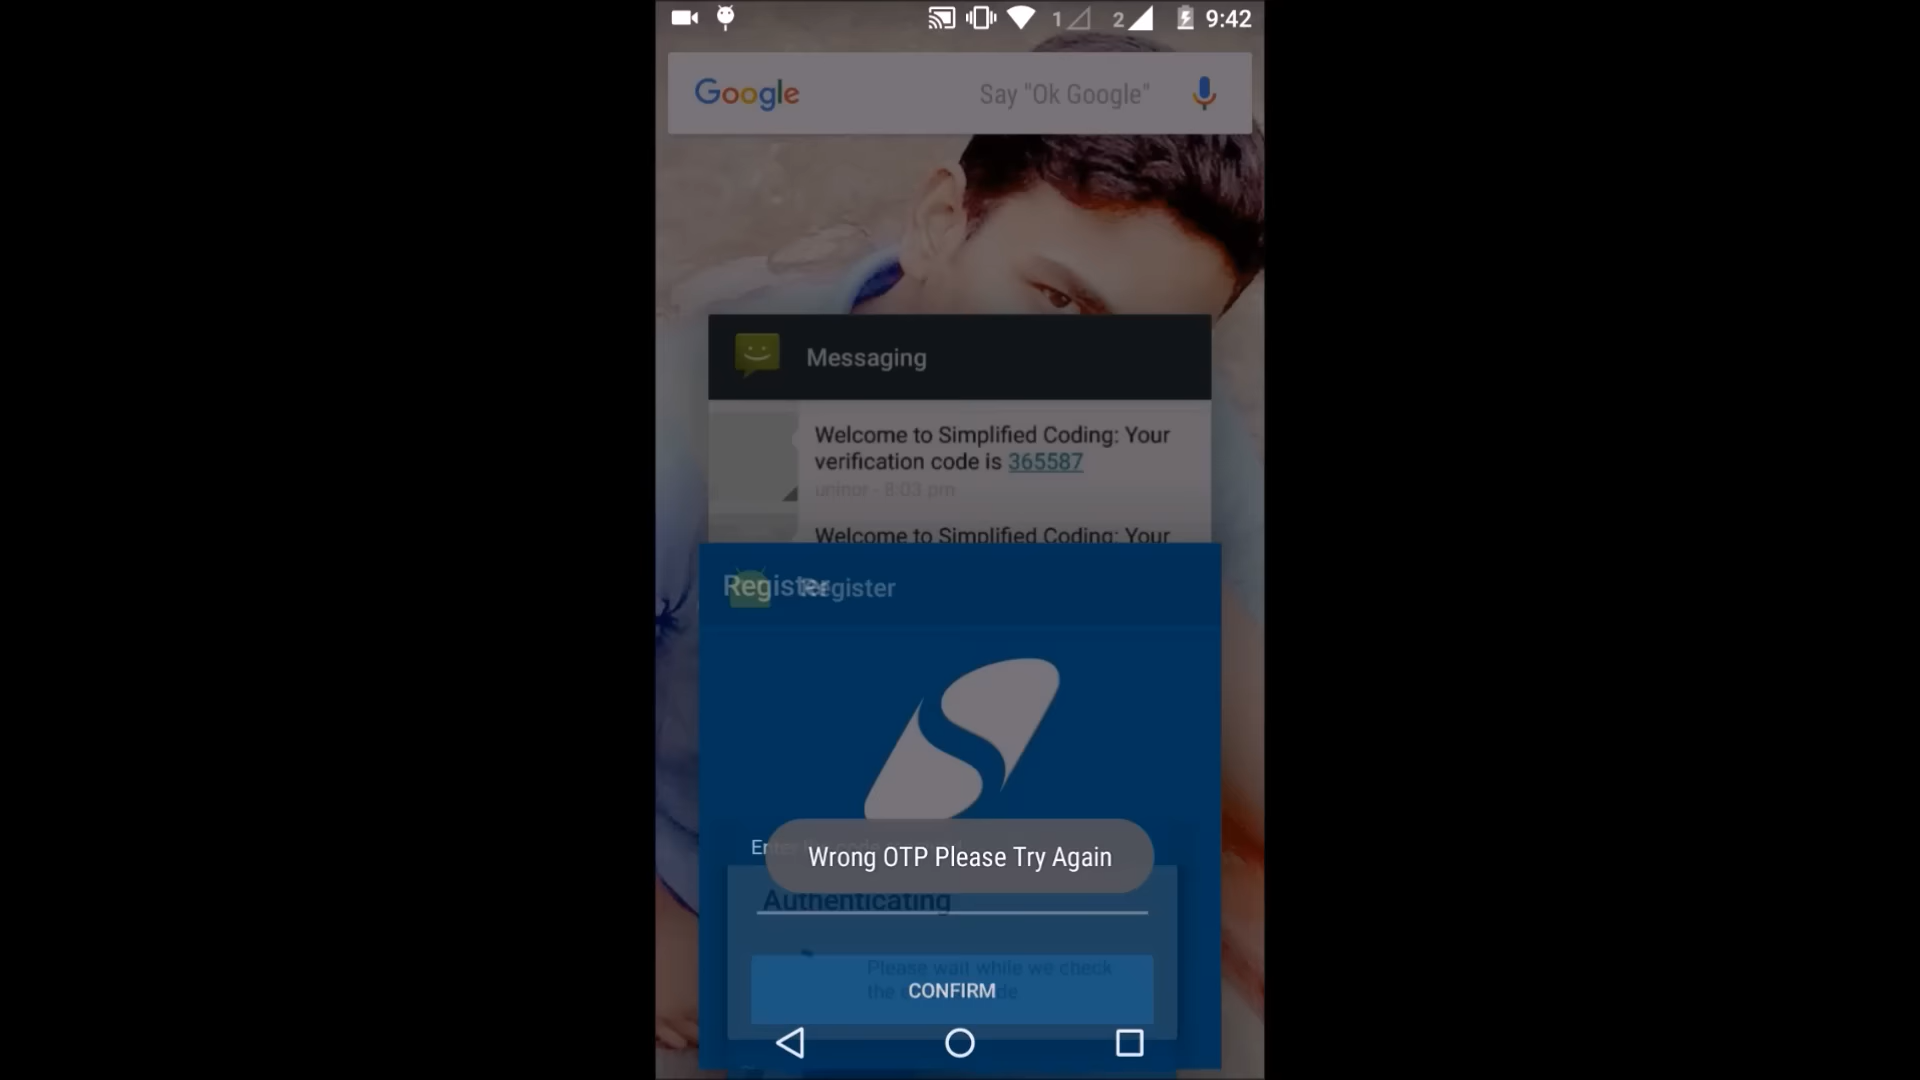 1 2 9:42
Google Say "Ok Google"
Messaging
Welcome to Simplified Coding: Your
verification code is 365587
uninor - 8:03 pm
Welcome to Simplified Coding: Your
Register Register
Wrong OTP Please Try Again
Authenticating
Please wait while we check
the
CONFIRM